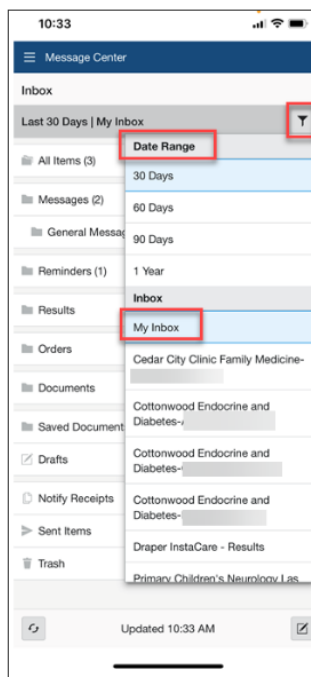 10:33
Message Center
Inbox
Last 30 Days | My Inbox
Date Range
All Items (3)
30 Days
Messages (2)
60 Days
General Messag
90 Days
Reminders (1)
1 Year
Results
Inbox
My Inbox
Orders
Cedar City Clinic Family Medicine-
Documents
Cottonwood Endocrine and
Diabetes-
Saved Document
Drafts
Cottonwood Endocrine and
Diabetes-
Notify Receipts
Cottonwood Endocrine and
Diabetes-
Sent Items
Draper InstaCare - Results
Trash
Primary Children's Neurology Las
Updated 10:33 AM